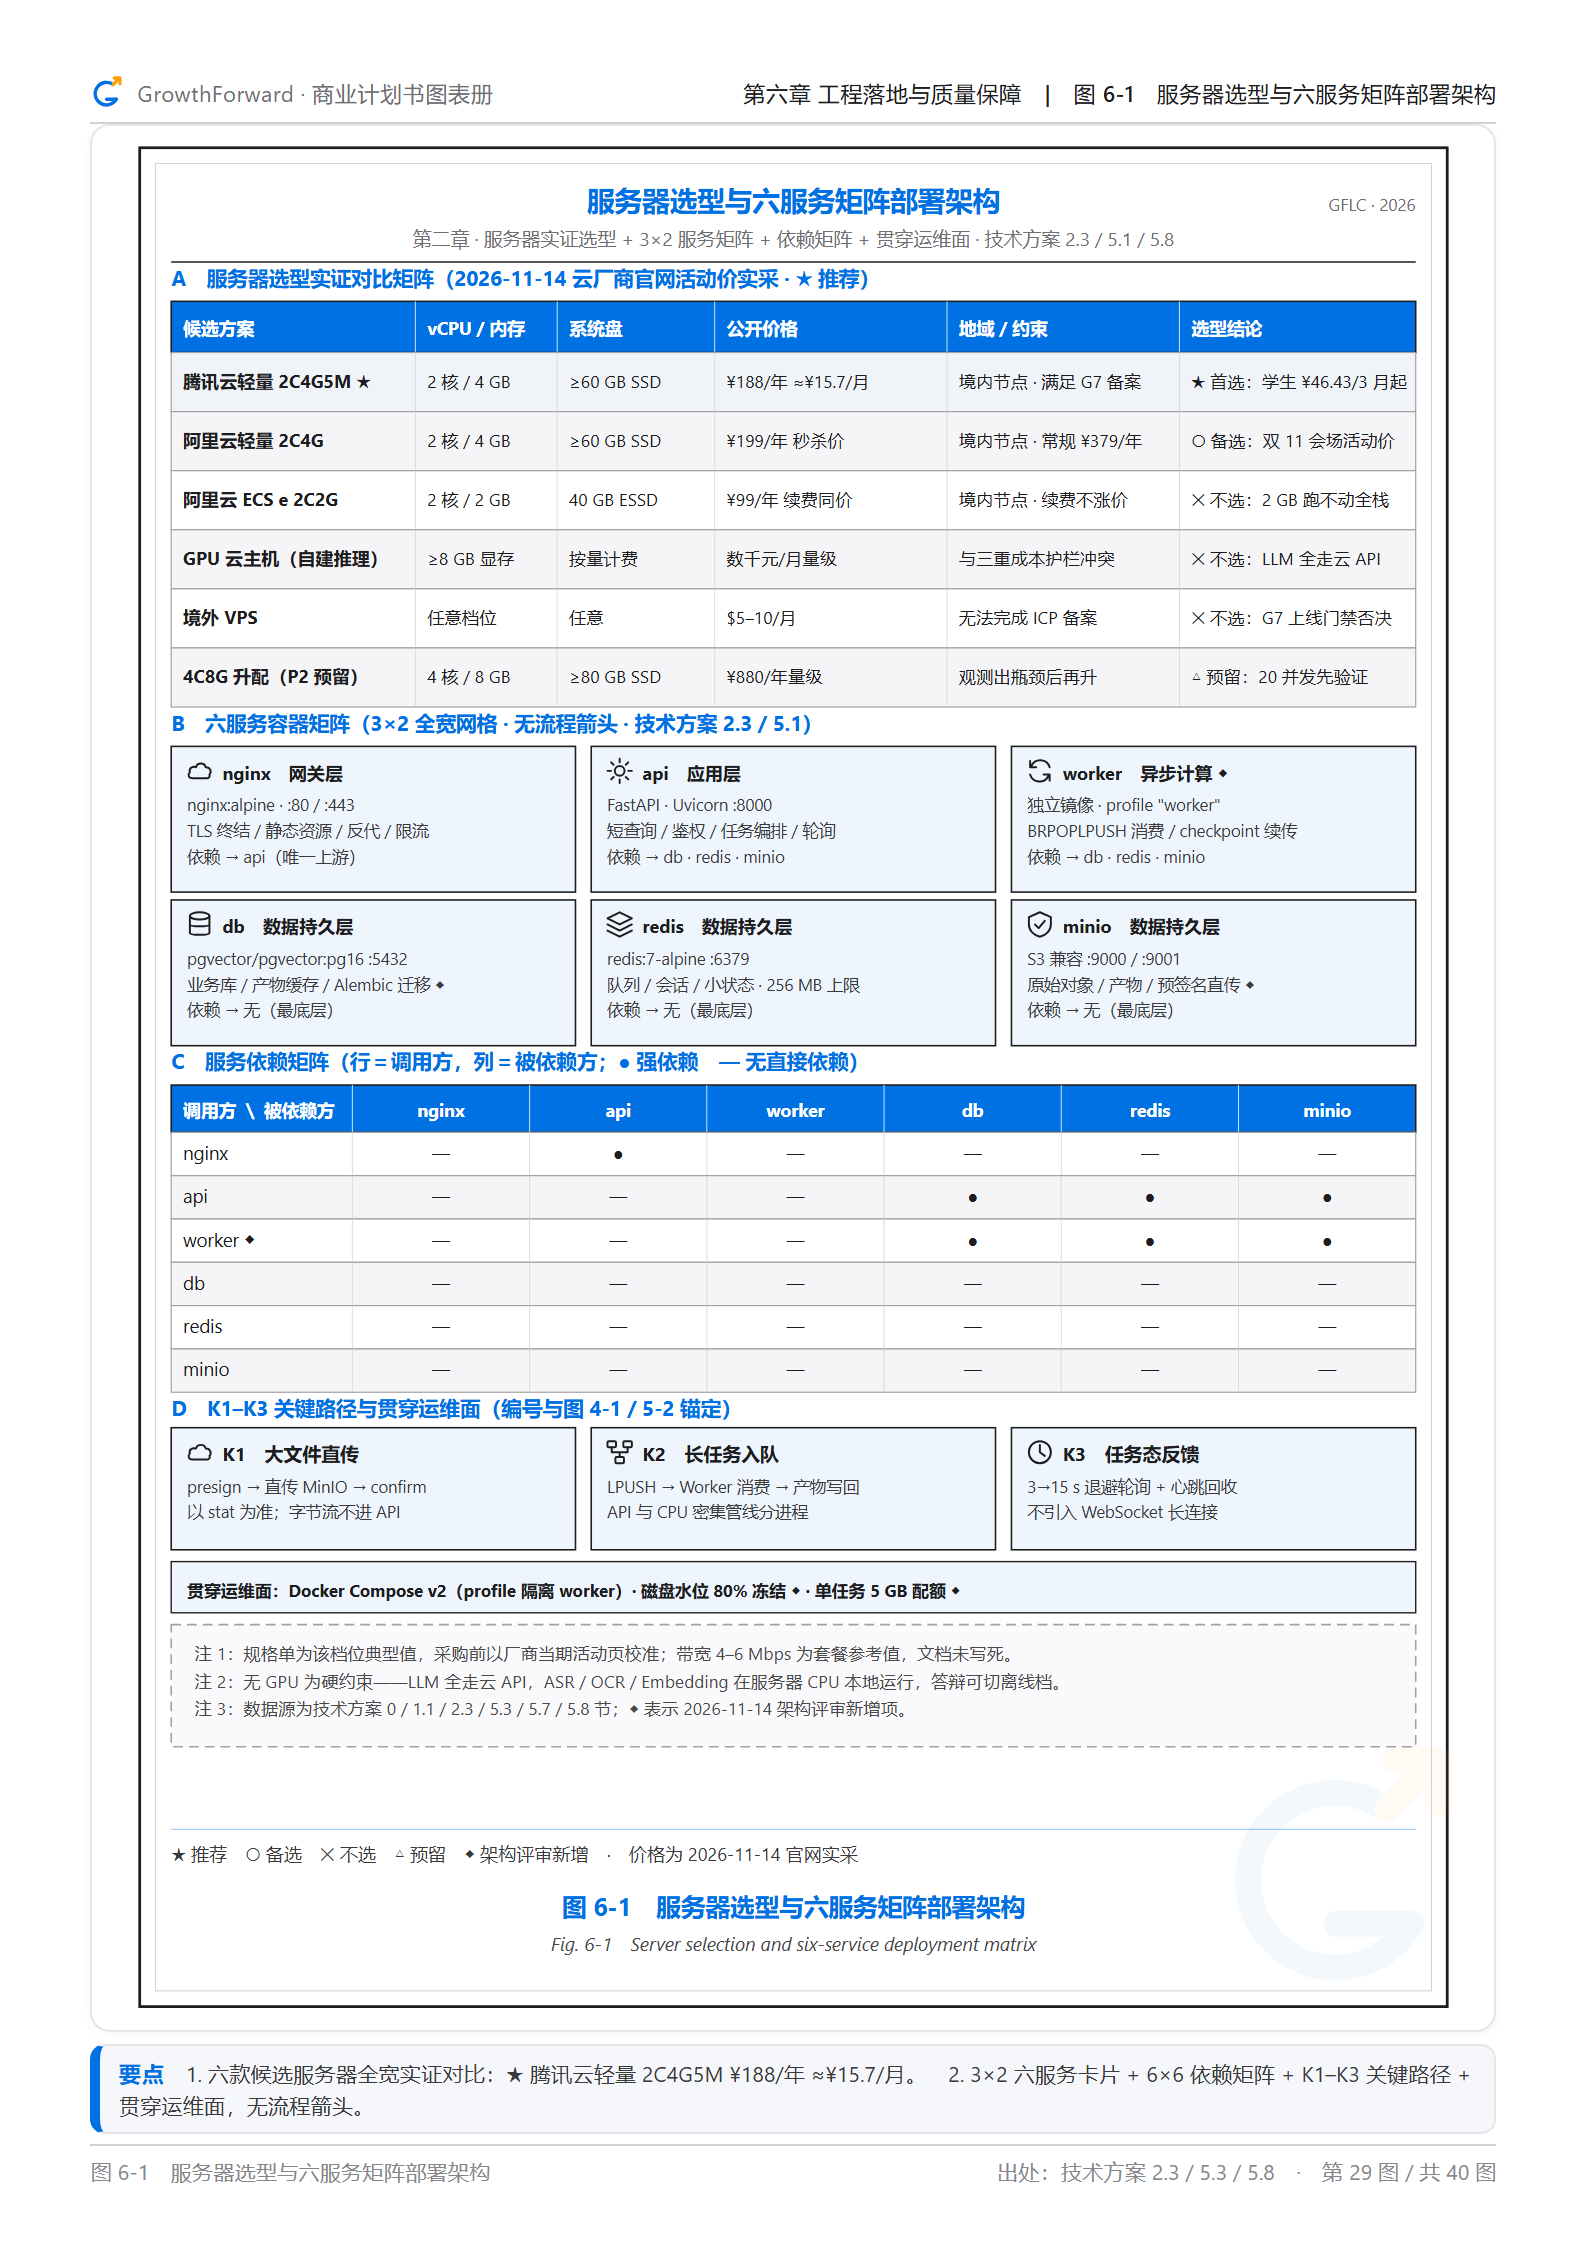 GrowthForward · 商业计划书图表册
第六章 工程落地与质量保障 | 图 6-1 服务器选型与六服务矩阵部署架构
服务器选型与六服务矩阵部署架构
GFLC · 2026
第二章 · 服务器实证选型 + 3×2 服务矩阵 + 依赖矩阵 + 贯穿运维面 · 技术方案 2.3 / 5.1 / 5.8
A 服务器选型实证对比矩阵（2026-11-14 云厂商官网活动价实采 · ★ 推荐）
候选方案 vCPU / 内存 系统盘 公开价格 地域 / 约束 选型结论
腾讯云轻量 2C4G5M ★ 2 核 / 4 GB ≥60 GB SSD ¥188/年 ≈¥15.7/月 境内节点 · 满足 G7 备案 ★ 首选：学生 ¥46.43/3 月起
阿里云轻量 2C4G 2 核 / 4 GB ≥60 GB SSD ¥199/年 秒杀价 境内节点 · 常规 ¥379/年 ○ 备选：双 11 会场活动价
阿里云 ECS e 2C2G 2 核 / 2 GB 40 GB ESSD ¥99/年 续费同价 境内节点 · 续费不涨价 × 不选：2 GB 跑不动全栈
GPU 云主机（自建推理） ≥8 GB 显存 按量计费 数千元/月量级 与三重成本护栏冲突 × 不选：LLM 全走云 API
境外 VPS 任意档位 任意 $5–10/月 无法完成 ICP 备案 × 不选：G7 上线门禁否决
4C8G 升配（P2 预留） 4 核 / 8 GB ≥80 GB SSD ¥880/年量级 观测出瓶颈后再升 △ 预留：20 并发先验证
B 六服务容器矩阵（3×2 全宽网格 · 无流程箭头 · 技术方案 2.3 / 5.1）
nginx 网关层
nginx:alpine · :80 / :443
TLS 终结 / 静态资源 / 反代 / 限流
依赖 → api（唯一上游）
api 应用层
FastAPI · Uvicorn :8000
短查询 / 鉴权 / 任务编排 / 轮询
依赖 → db · redis · minio
worker 异步计算 ◆
独立镜像 · profile "worker"
BRPOPLPUSH 消费 / checkpoint 续传
依赖 → db · redis · minio
db 数据持久层
pgvector/pgvector:pg16 :5432
业务库 / 产物缓存 / Alembic 迁移 ◆
依赖 → 无（最底层）
redis 数据持久层
redis:7-alpine :6379
队列 / 会话 / 小状态 · 256 MB 上限
依赖 → 无（最底层）
minio 数据持久层
S3 兼容 :9000 / :9001
原始对象 / 产物 / 预签名直传 ◆
依赖 → 无（最底层）
C 服务依赖矩阵（行 = 调用方，列 = 被依赖方；● 强依赖 — 无直接依赖）
调用方 \ 被依赖方 nginx api worker db redis minio
nginx — ● — — — —
api — — — ● ● ●
worker ◆ — — — ● ● ●
db — — — — — —
redis — — — — — —
minio — — — — — —
D K1–K3 关键路径与贯穿运维面（编号与图 4-1 / 5-2 锚定）
K1 大文件直传
presign → 直传 MinIO → confirm
以 stat 为准；字节流不进 API
K2 长任务入队
LPUSH → Worker 消费 → 产物写回
API 与 CPU 密集管线分进程
K3 任务态反馈
3→15 s 退避轮询 + 心跳回收
不引入 WebSocket 长连接
贯穿运维面：Docker Compose v2（profile 隔离 worker）· 磁盘水位 80% 冻结 ◆ · 单任务 5 GB 配额 ◆
注 1：规格单为该档位典型值，采购前以厂商当期活动页校准；带宽 4–6 Mbps 为套餐参考值，文档未写死。
注 2：无 GPU 为硬约束——LLM 全走云 API，ASR / OCR / Embedding 在服务器 CPU 本地运行，答辩可切离线档。
注 3：数据源为技术方案 0 / 1.1 / 2.3 / 5.3 / 5.7 / 5.8 节；◆ 表示 2026-11-14 架构评审新增项。
★ 推荐 ○ 备选 × 不选 △ 预留 ◆ 架构评审新增 · 价格为 2026-11-14 官网实采
图 6-1 服务器选型与六服务矩阵部署架构
Fig. 6-1 Server selection and six-service deployment matrix
要点 1. 六款候选服务器全宽实证对比：★ 腾讯云轻量 2C4G5M ¥188/年 ≈¥15.7/月。 2. 3×2 六服务卡片 + 6×6 依赖矩阵 + K1–K3 关键路径 +
贯穿运维面，无流程箭头。
图 6-1 服务器选型与六服务矩阵部署架构
出处：技术方案 2.3 / 5.3 / 5.8 · 第 29 图 / 共 40 图